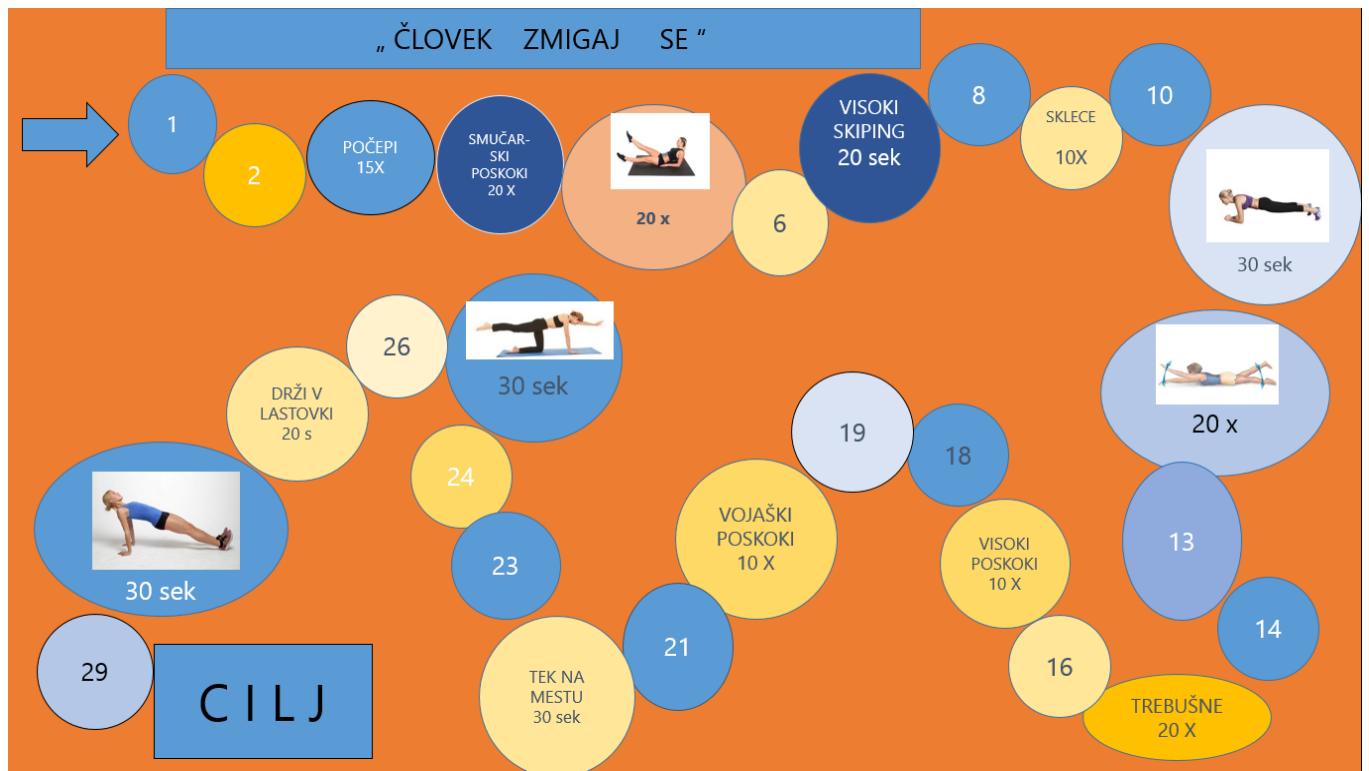 „ ČLOVEK ZMIGAJ SE “
1
2
POČEPI
15X
SMUČAR-
SKI
POSKOKI
20 X
20 x
6
VISOKI
SKIPING
20 sek
8
SKLECE
10X
10
30 sek
20 x
13
14
TREBUŠNE
20 X
16
VISOKI
POSKOKI
10 X
18
19
VOJAŠKI
POSKOKI
10 X
21
TEK NA
MESTU
30 sek
23
24
30 sek
26
DRŽI V
LASTOVKI
20 s
30 sek
29
C I L J